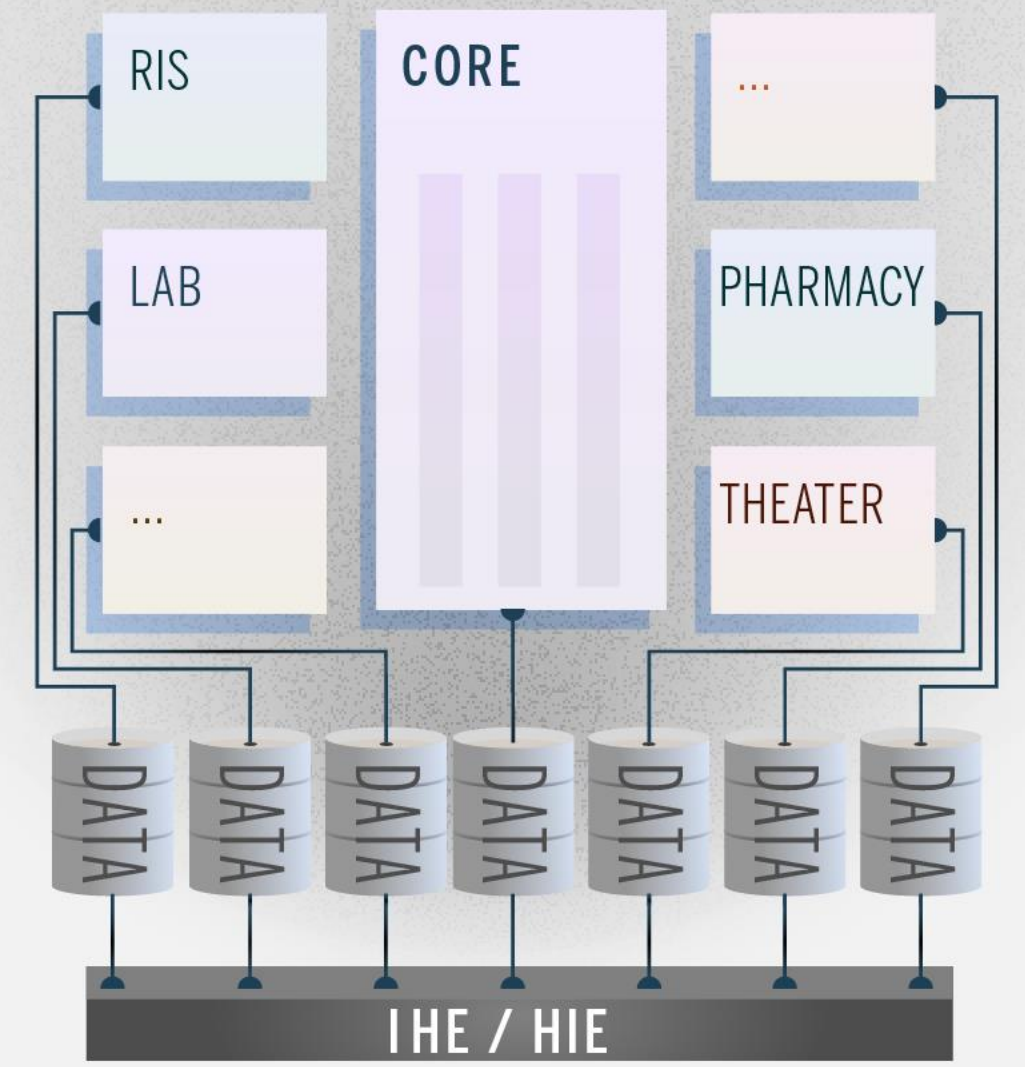 RIS
CORE
...
LAB
PHARMACY
...
THEATER
DATA
DATA
DATA
DATA
DATA
DATA
DATA
IHE / HIE